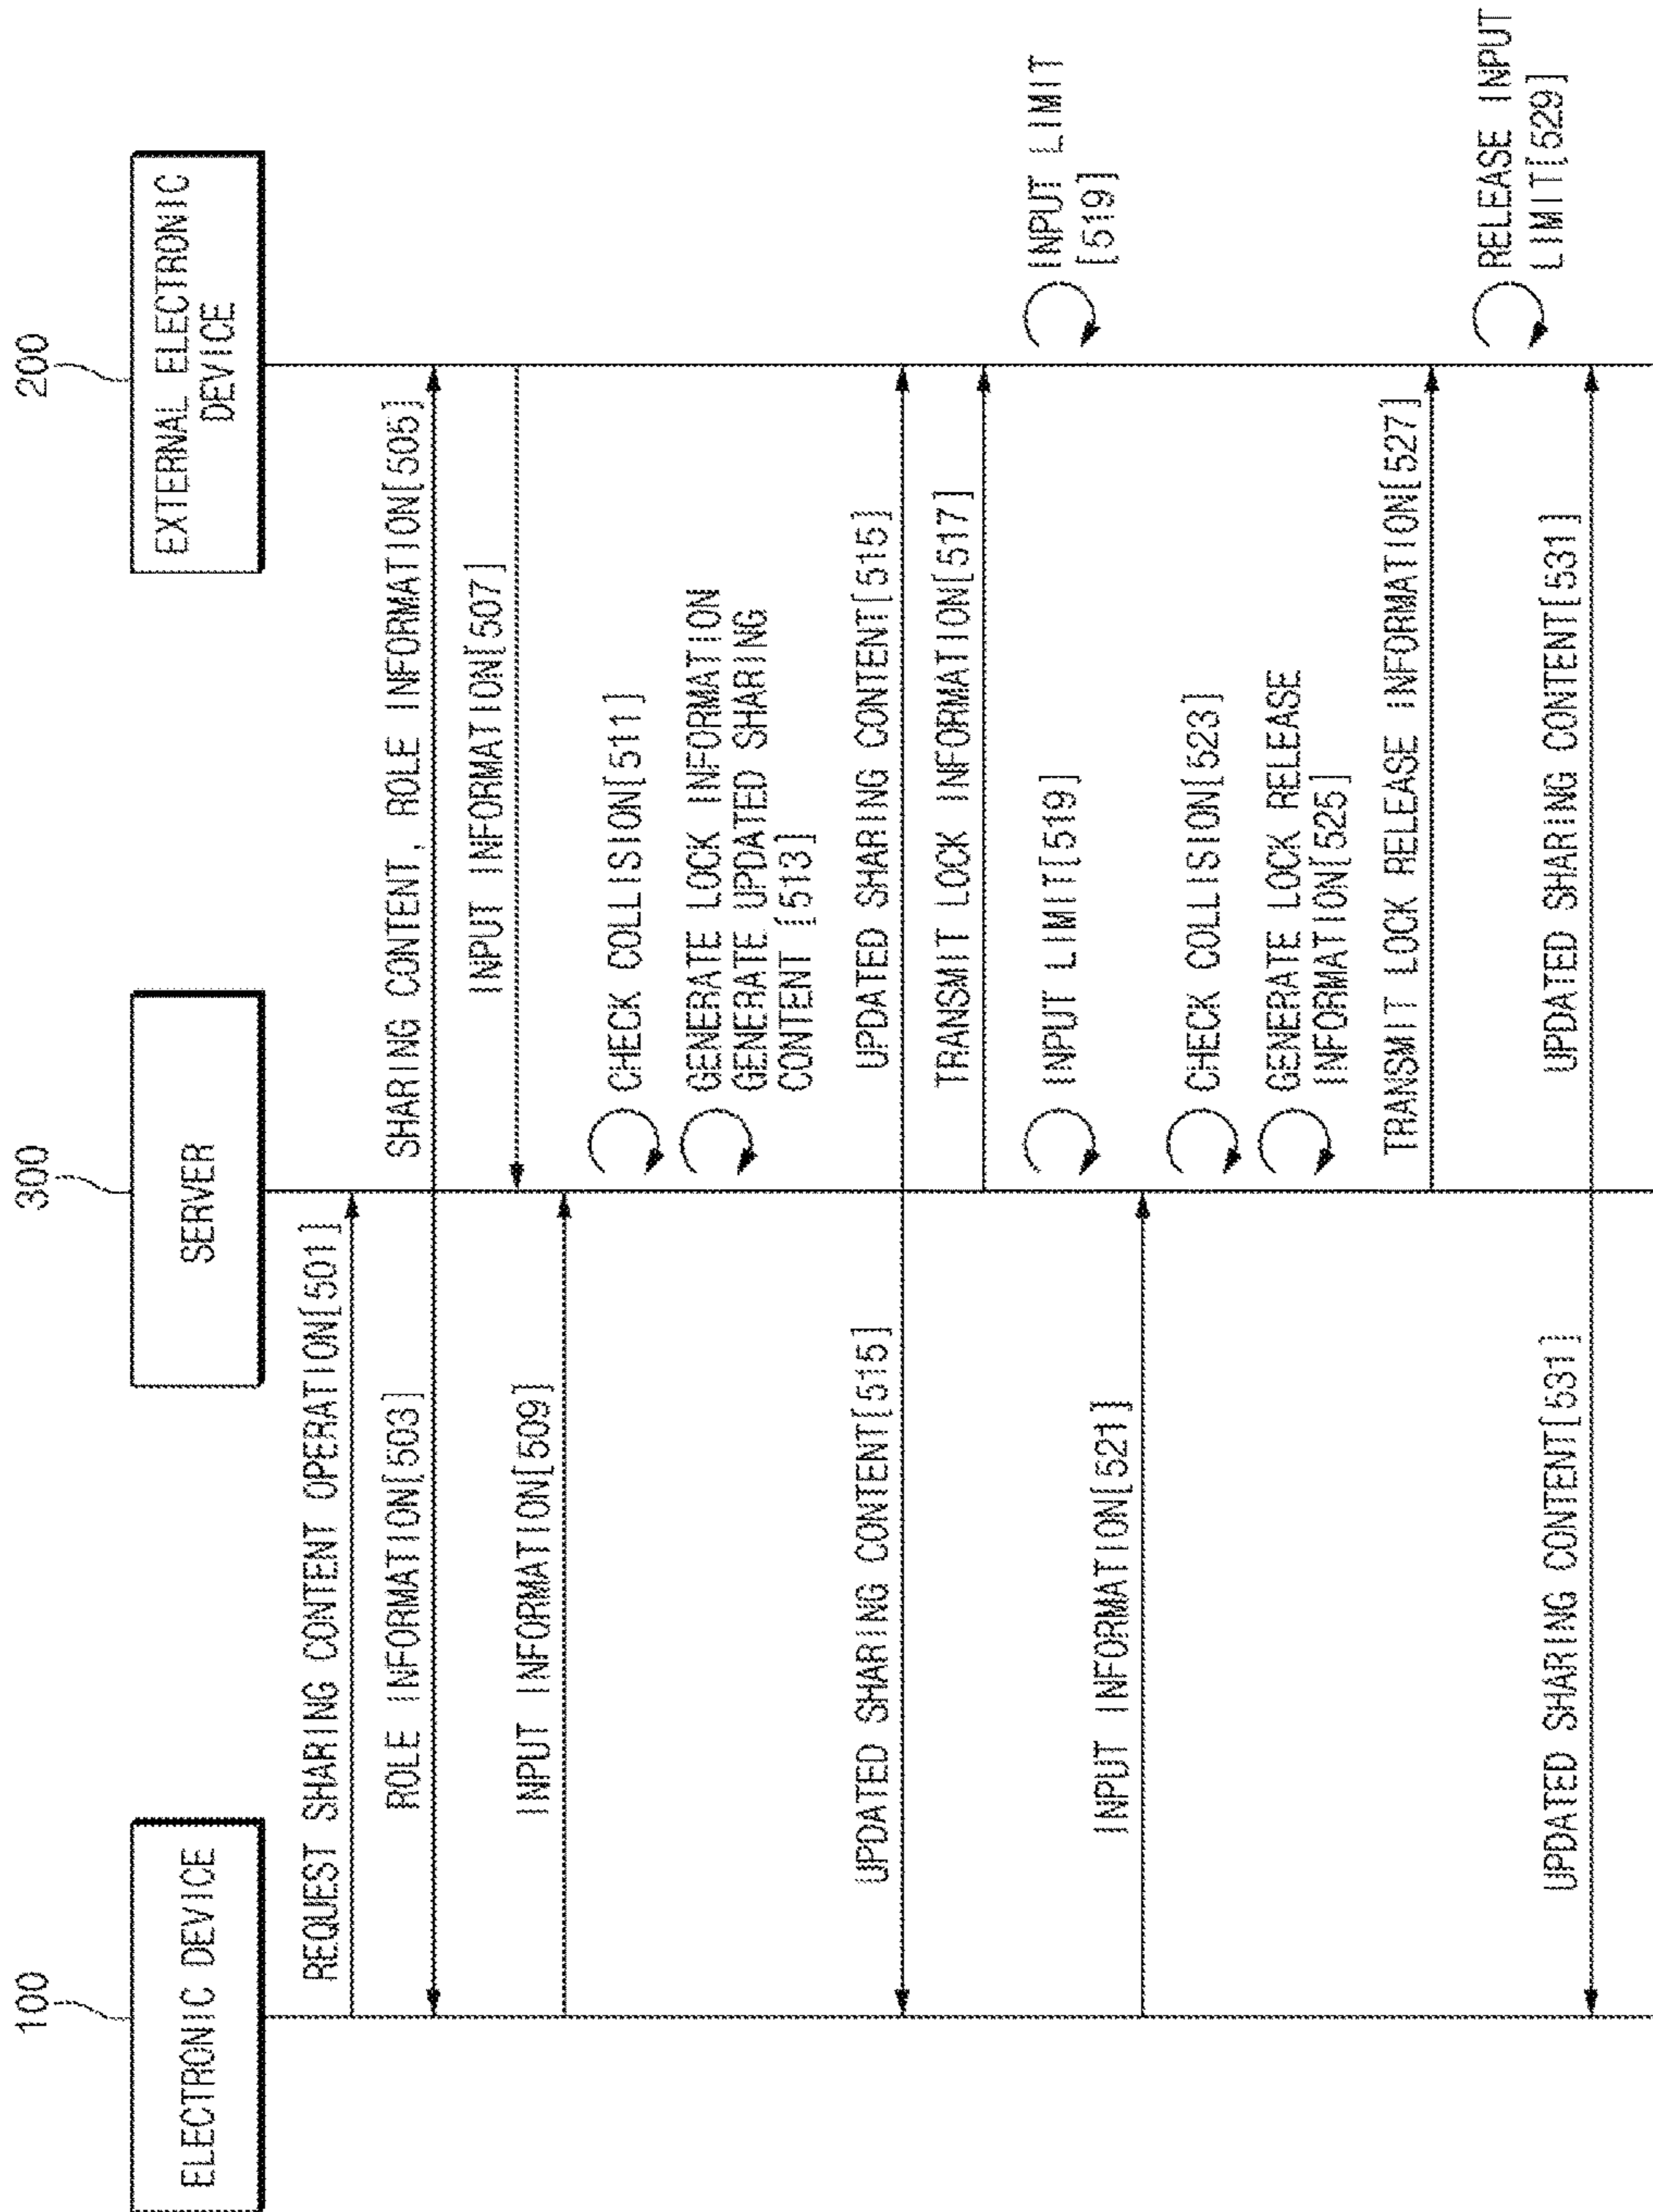 100
300
200
ELECTRONIC DEVICE
SERVER
EXTERNAL ELECTRONIC
DEVICE
REQUEST SHARING CONTENT OPERATION[501]
ROLE INFORMATION[503]
SHARING CONTENT, ROLE INFORMATION[505]
INPUT INFORMATION[507]
INPUT INFORMATION[509]
CHECK COLLISION[511]
GENERATE LOCK INFORMATION
GENERATE UPDATED SHARING
CONTENT [513]
UPDATED SHARING CONTENT[515]
UPDATED SHARING CONTENT[515]
TRANSMIT LOCK INFORMATION[517]
INPUT LIMIT[519]
INPUT LIMIT
[519]
INPUT INFORMATION[521]
CHECK COLLISION[523]
GENERATE LOCK RELEASE
INFORMATION[525]
TRANSMIT LOCK RELEASE INFORMATION[527]
RELEASE INPUT
LIMIT[529]
UPDATED SHARING CONTENT[531]
UPDATED SHARING CONTENT[531]